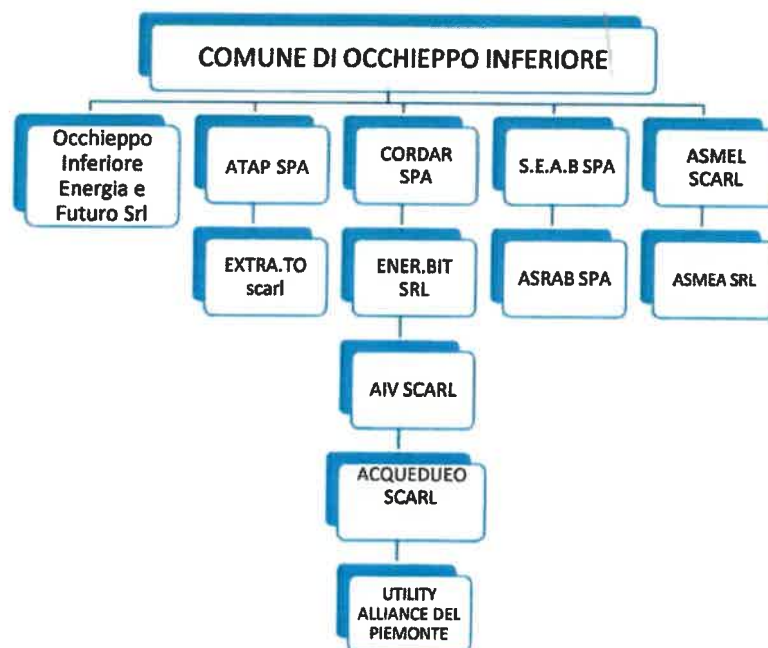 COMUNE DI OCCHIEPPO INFERIORE
Occhieppo
Inferiore
Energia e
Futuro Srl
ATAP SPA
CORDAR
SPA
S.E.A.B SPA
ASMEL
SCARL
EXTRA.TO
scarl
ENER.BIT
SRL
ASRAB SPA
ASMEA SRL
AIV SCARL
ACQUEDUEO
SCARL
UTILITY
ALLIANCE DEL
PIEMONTE